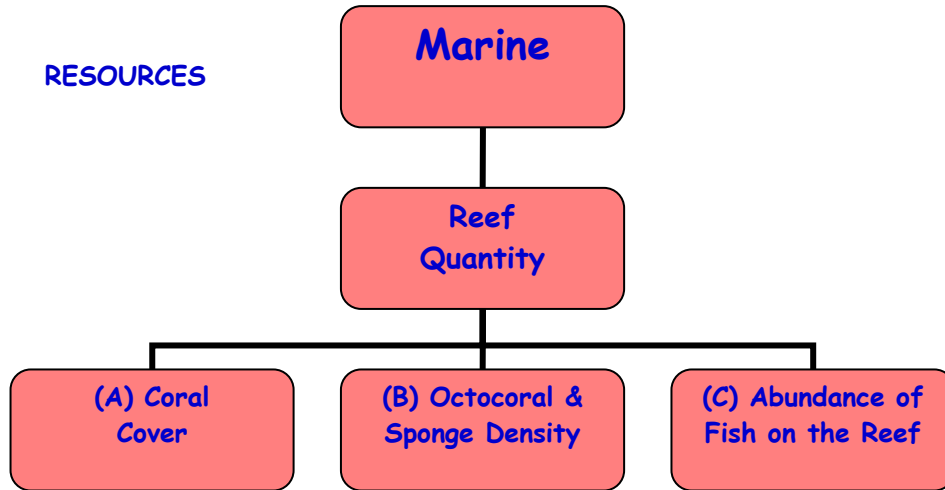 Marine
RESOURCES
Reef
Quantity
(A) Coral
Cover
(B) Octocoral &
Sponge Density
(C) Abundance of
Fish on the Reef